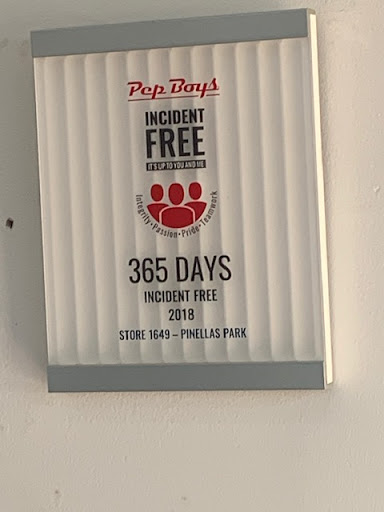 Pep Boys
INCIDENT
FREE
IT'S UP TO YOU AND ME
Integrity • Passion • Pride • Teamwork
365 DAYS
INCIDENT FREE
2018
STORE 1649 – PINELLAS PARK